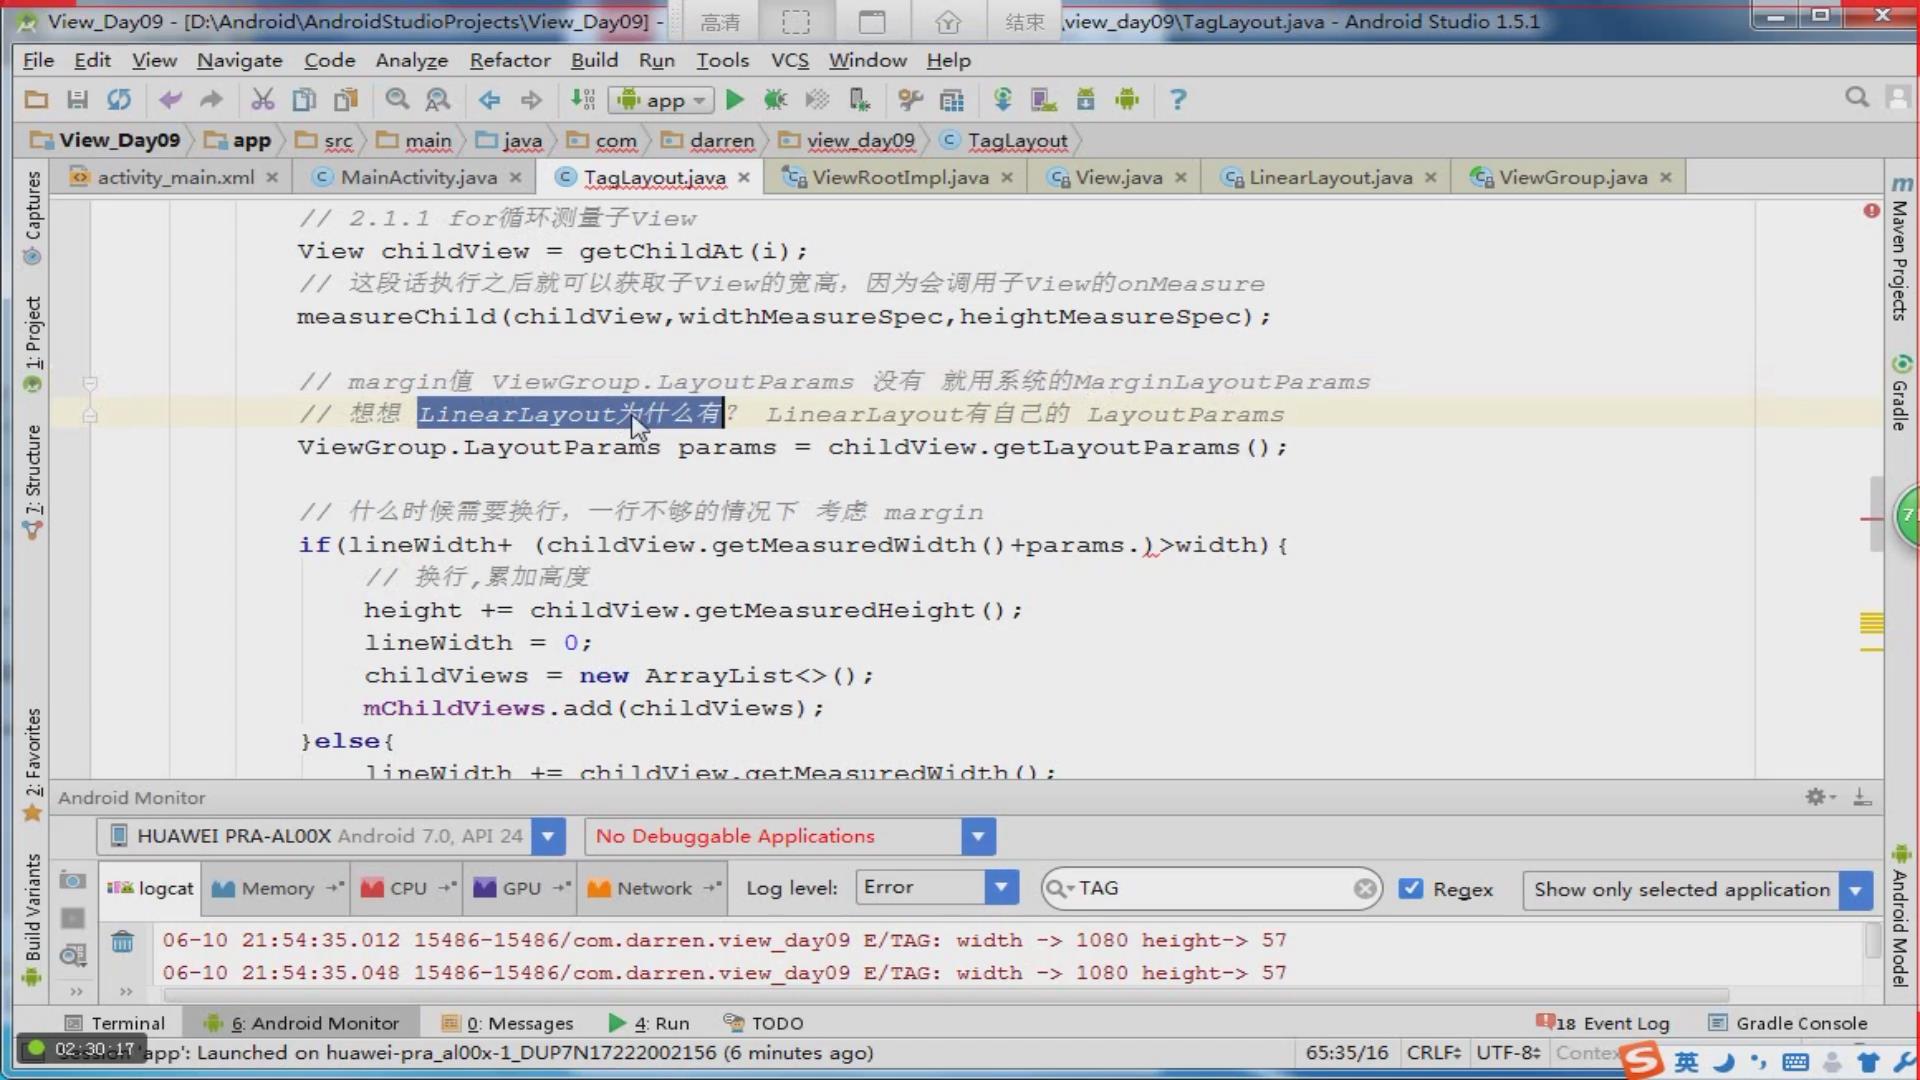 View_Day09 - [D:\Android\AndroidStudioProjects\View_Day09] -
高清
结束
\view_day09\TagLayout.java - Android Studio 1.5.1
File Edit View Navigate Code Analyze Refactor Build Run Tools VCS Window Help
app
View_Day09 app src main java com darren view_day09 TagLayout
activity_main.xml MainActivity.java TagLayout.java ViewRootImpl.java View.java LinearLayout.java ViewGroup.java
Captures
1: Project
7: Structure
2: Favorites
Build Variants
// 2.1.1 for循环测量子View
View childView = getChildAt(i);
// 这段话执行之后就可以获取子View的宽高，因为会调用子View的onMeasure
measureChild(childView,widthMeasureSpec,heightMeasureSpec);
// margin值 ViewGroup.LayoutParams 没有 就用系统的MarginLayoutParams
// 想想 LinearLayout为什么有? LinearLayout有自己的 LayoutParams
ViewGroup.LayoutParams params = childView.getLayoutParams();
// 什么时候需要换行，一行不够的情况下 考虑 margin
if(lineWidth+ (childView.getMeasuredWidth()+params.)>width){
// 换行,累加高度
height += childView.getMeasuredHeight();
lineWidth = 0;
childViews = new ArrayList<>();
mChildViews.add(childViews);
}else{
lineWidth += childView.getMeasuredWidth();
m
Maven Projects
Gradle
7
Android Model
Android Monitor
HUAWEI PRA-AL00X Android 7.0, API 24
No Debuggable Applications
logcat Memory CPU GPU Network Log level: Error TAG Regex Show only selected application
06-10 21:54:35.012 15486-15486/com.darren.view_day09 E/TAG: width -> 1080 height-> 57
06-10 21:54:35.048 15486-15486/com.darren.view_day09 E/TAG: width -> 1080 height-> 57
Terminal 6: Android Monitor 0: Messages 4: Run TODO 18 Event Log Gradle Console
02:30:17
'app': Launched on huawei-pra_al00x-1_DUP7N17222002156 (6 minutes ago)
65:35/16 CRLF UTF-8 Contex
英